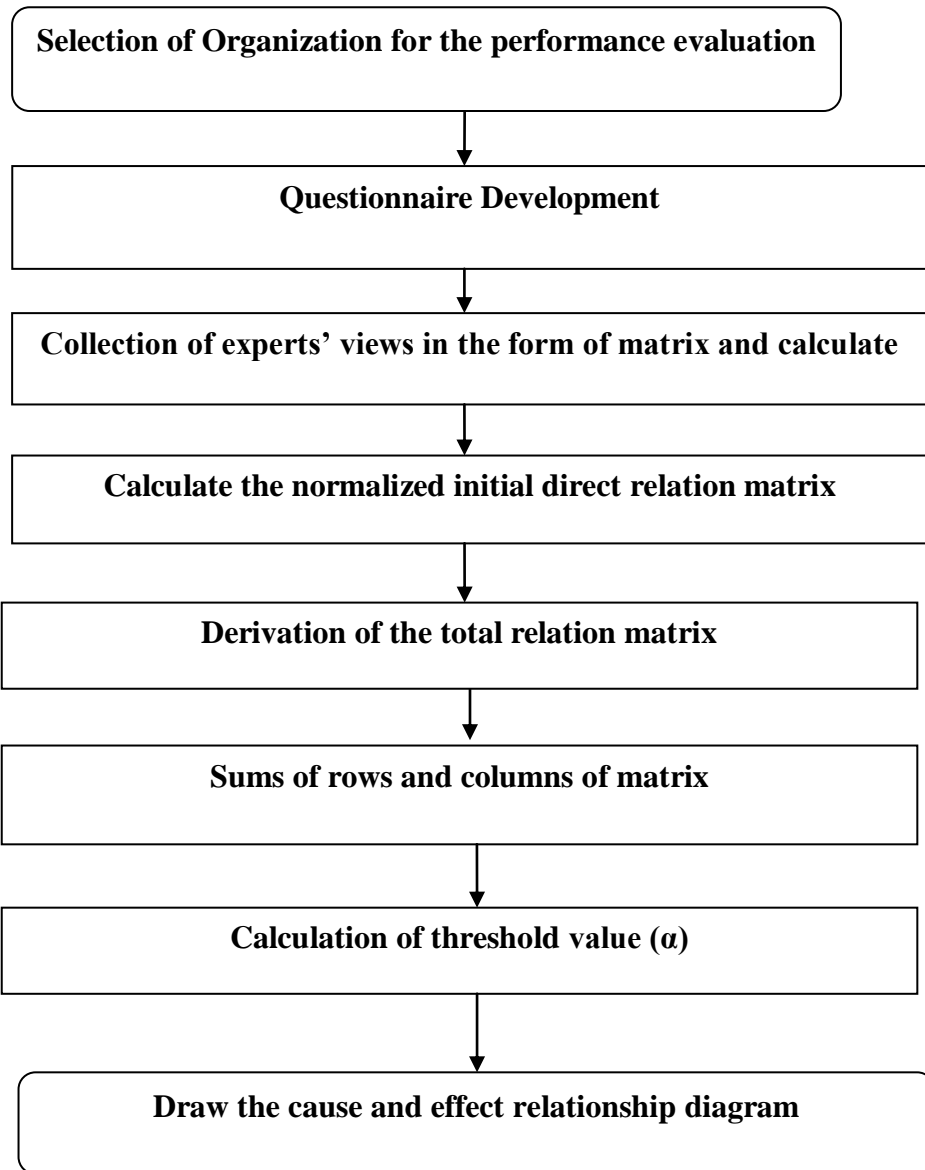 Selection of Organization for the performance evaluation
Questionnaire Development
Collection of experts’ views in the form of matrix and calculate
Calculate the normalized initial direct relation matrix
Derivation of the total relation matrix
Sums of rows and columns of matrix
Calculation of threshold value (α)
Draw the cause and effect relationship diagram